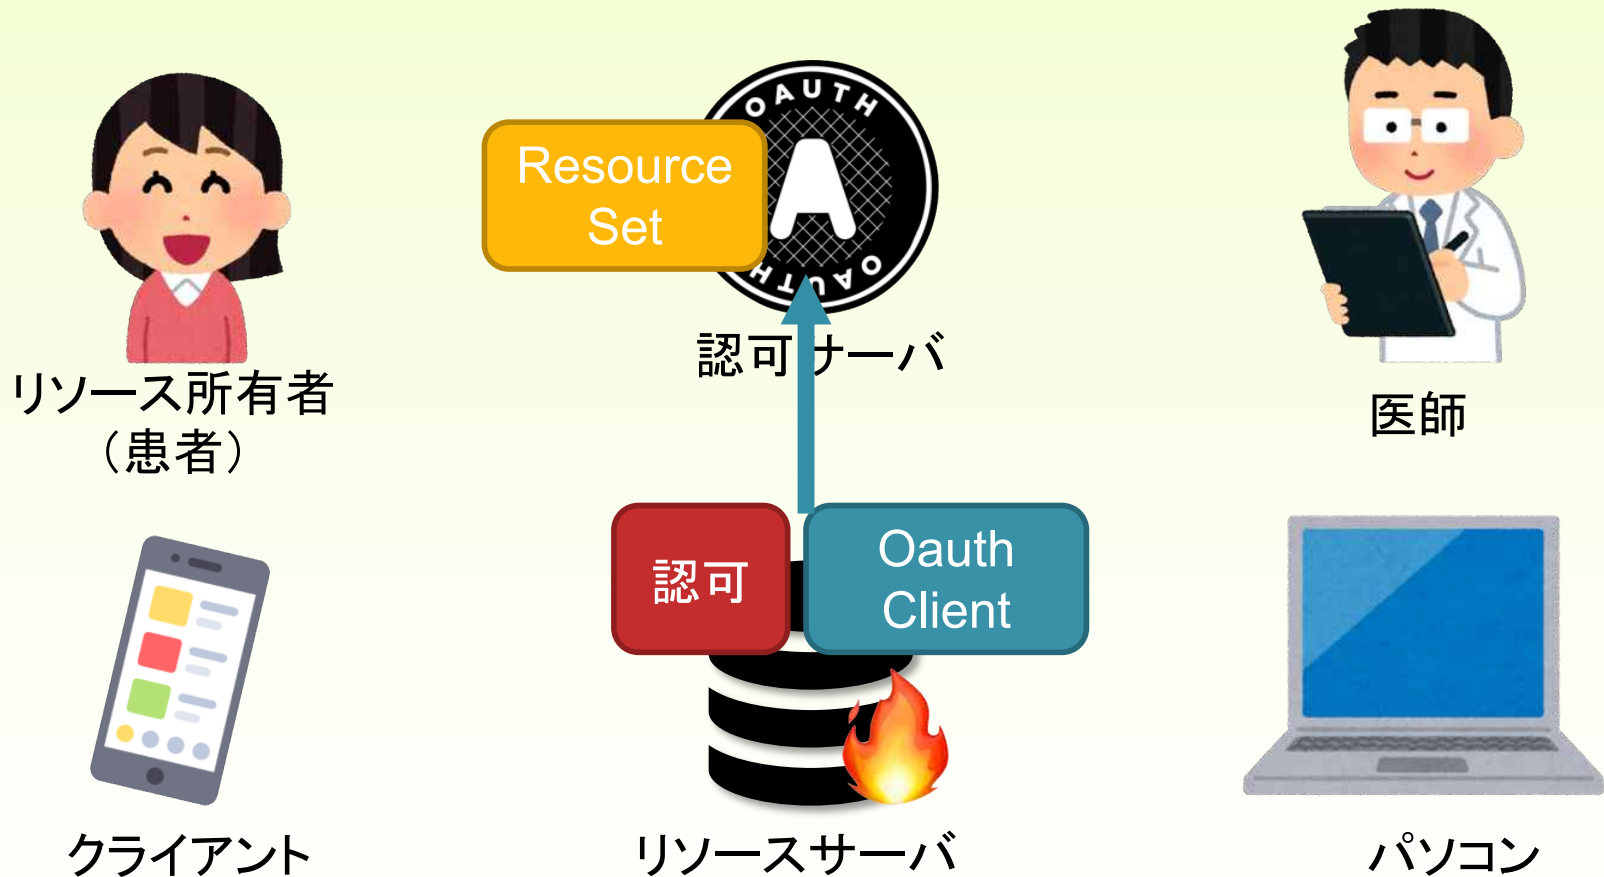 OAUTH
OAUTH
Resource
Set
認可サーバ
リソース所有者
（患者）
医師
認可
Oauth
Client
クライアント
リソースサーバ
パソコン